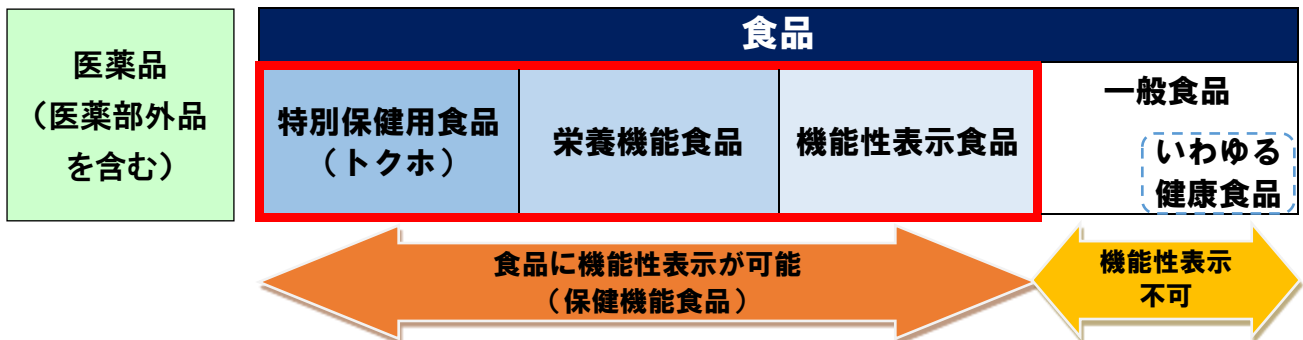 医薬品
(医薬部外品
を含む)
食品
特別保健用食品
(トクホ)
栄養機能食品
機能性表示食品
一般食品
いわゆる
健康食品
食品に機能性表示が可能
(保健機能食品)
機能性表示
不可